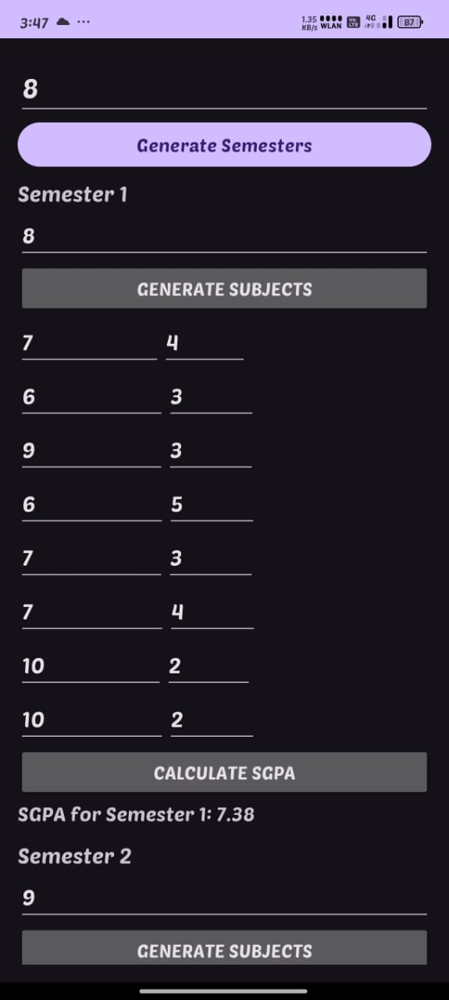 3:47 ... 1.35 KB/s WLAN Vo LTE 4G 87
8
Generate Semesters
Semester 1
8
GENERATE SUBJECTS
7 4
6 3
9 3
6 5
7 3
7 4
10 2
10 2
CALCULATE SGPA
SGPA for Semester 1: 7.38
Semester 2
9
GENERATE SUBJECTS